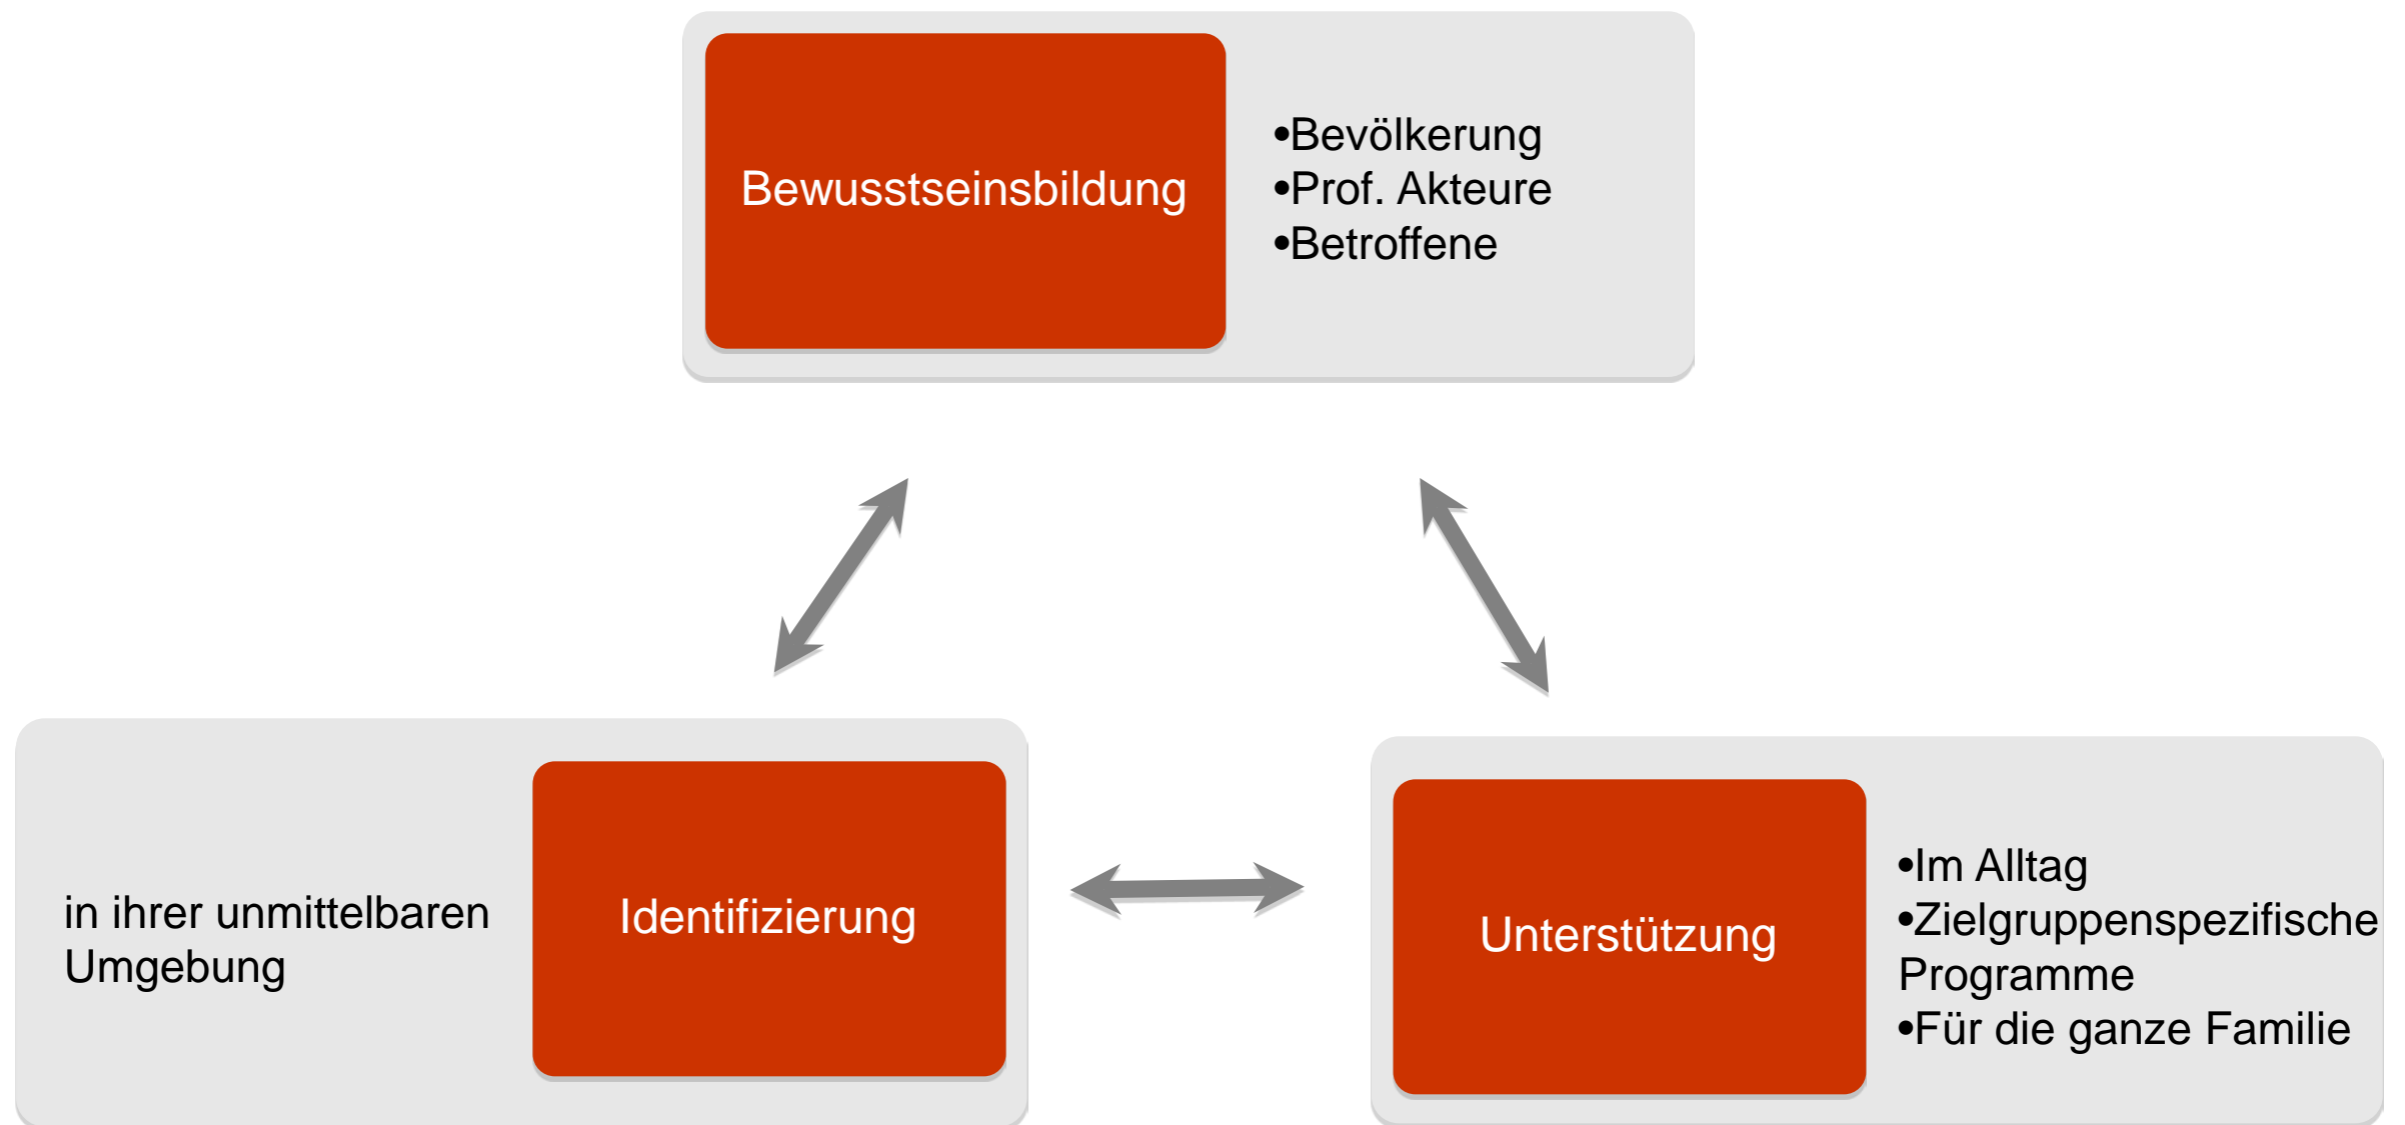 Bewusstseinsbildung
•Bevölkerung
•Prof. Akteure
•Betroffene
in ihrer unmittelbaren
Umgebung
Identifizierung
Unterstützung
•Im Alltag
•Zielgruppenspezifische
Programme
•Für die ganze Familie